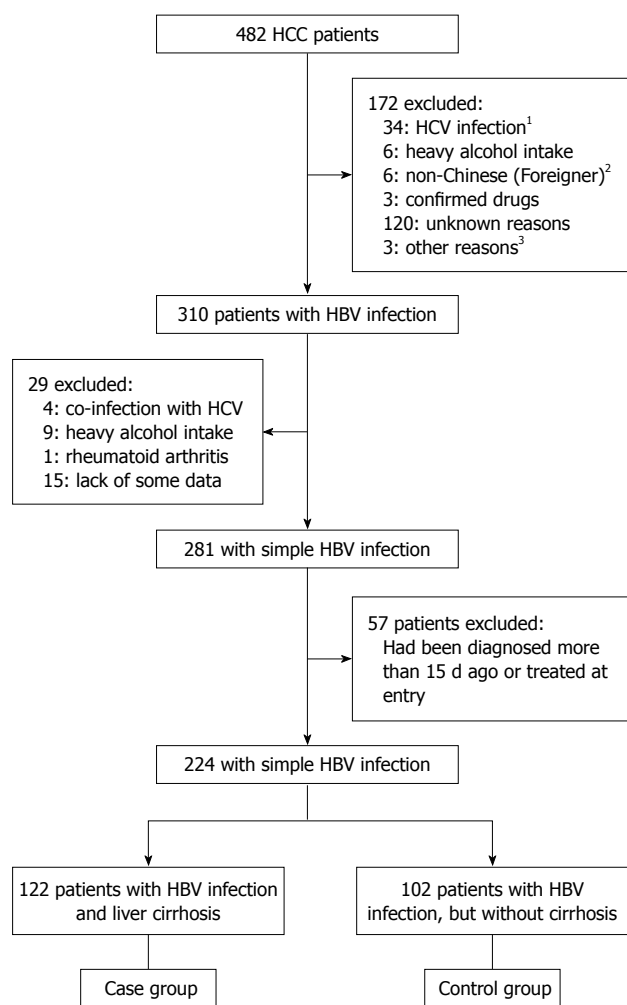 482 HCC patients
172 excluded:
34: HCV infection¹
6: heavy alcohol intake
6: non-Chinese (Foreigner)²
3: confirmed drugs
120: unknown reasons
3: other reasons³
310 patients with HBV infection
29 excluded:
4: co-infection with HCV
9: heavy alcohol intake
1: rheumatoid arthritis
15: lack of some data
281 with simple HBV infection
57 patients excluded:
Had been diagnosed more
than 15 d ago or treated at
entry
224 with simple HBV infection
122 patients with HBV infection
and liver cirrhosis
102 patients with HBV
infection, but without cirrhosis
Case group
Control group